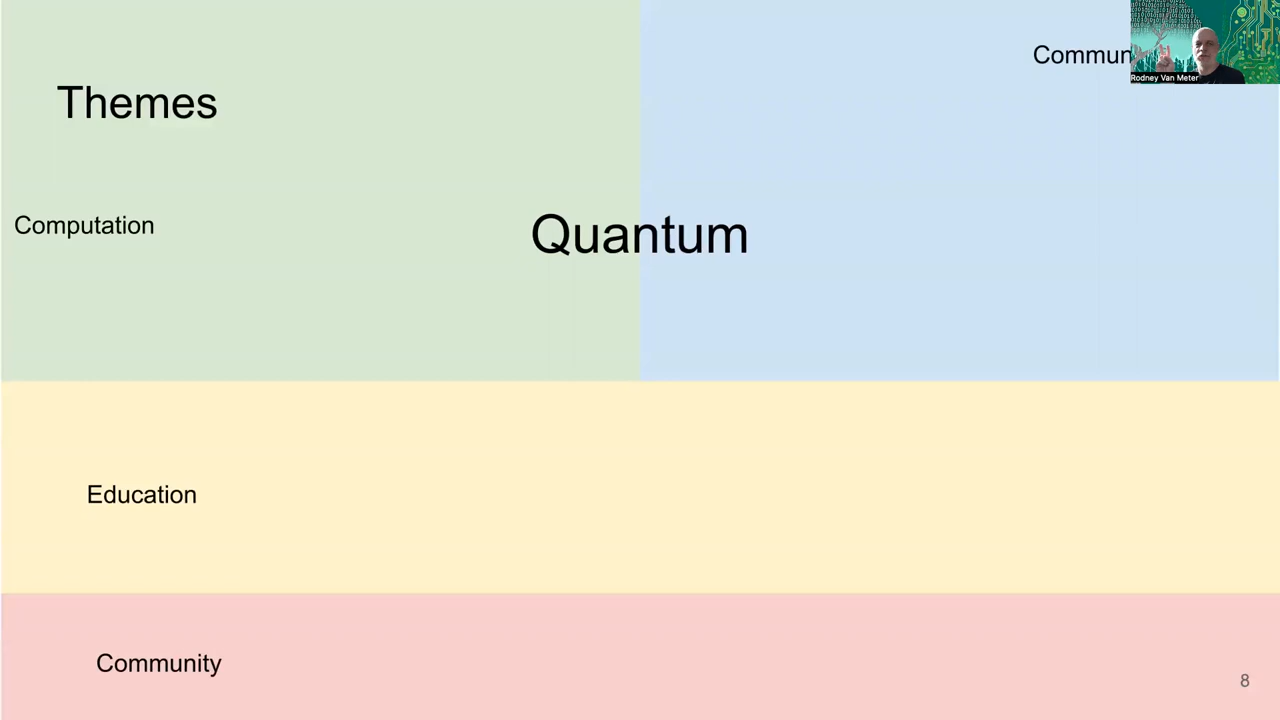 Commun
Themes
Computation
Quantum
Education
Community
8
Rodney Van Meter